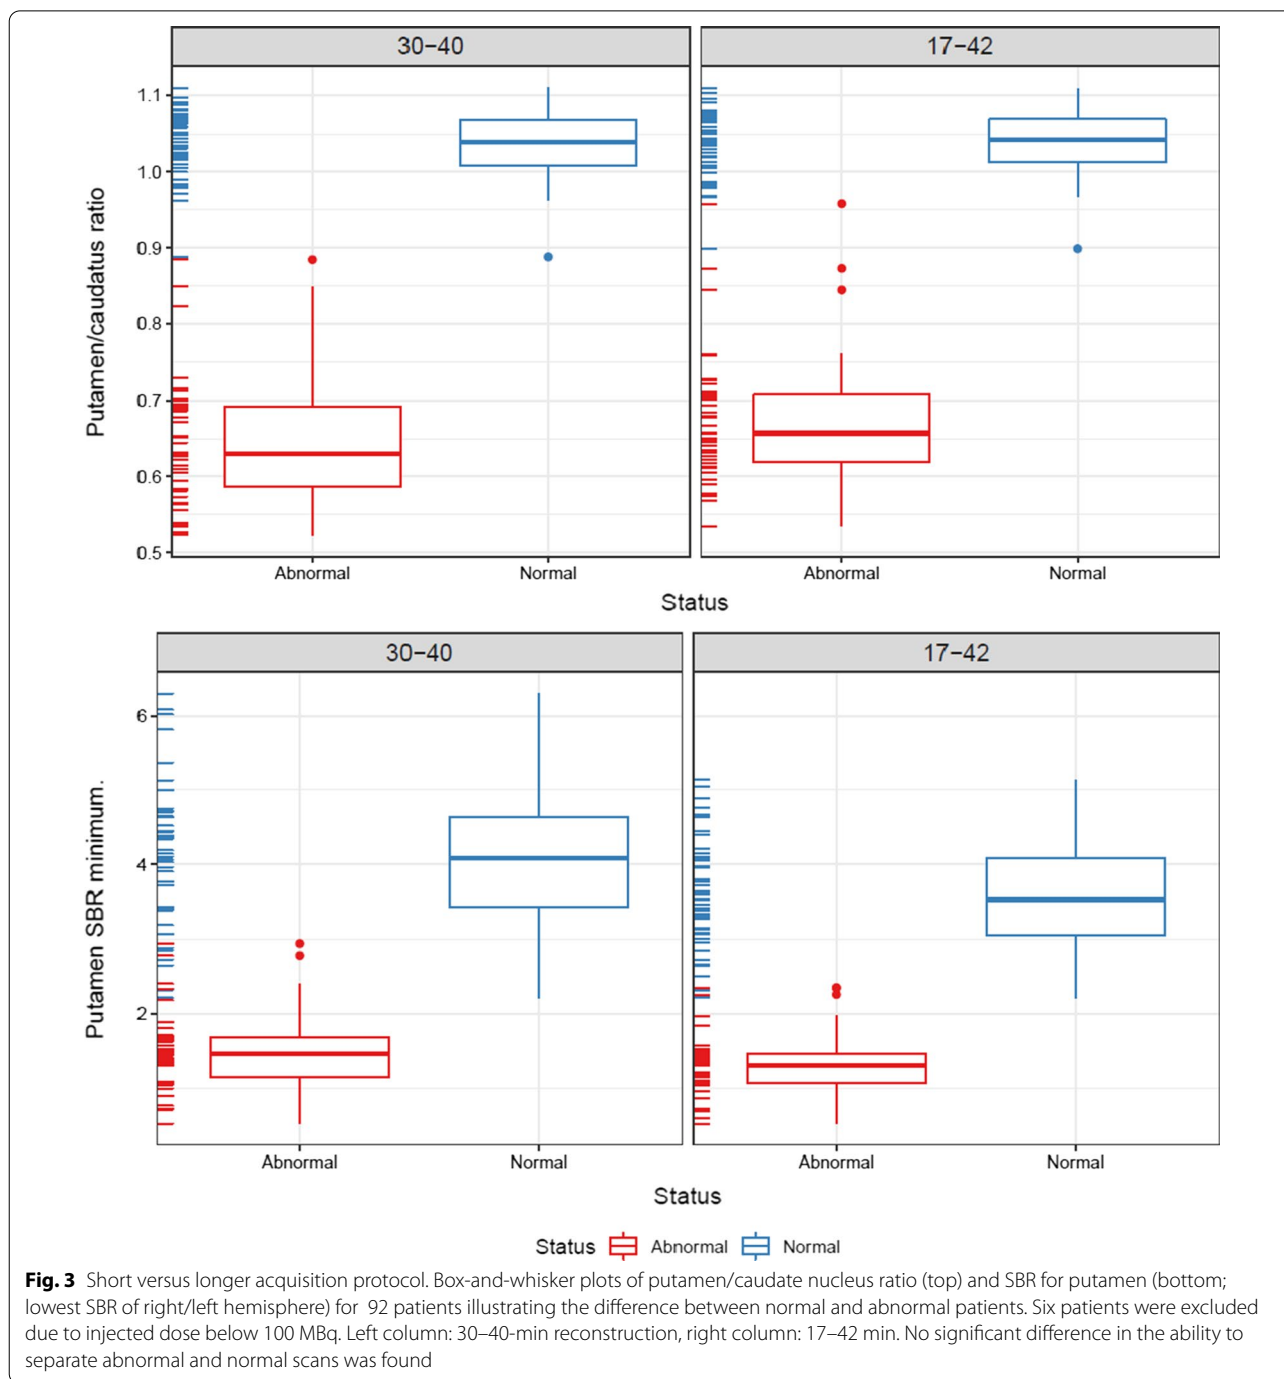 30−40
17−42
1.1
1.0
0.9
0.8
0.7
0.6
0.5
Putamen/caudatus ratio
Abnormal
Normal
Abnormal
Normal
Status
30−40
17−42
6
4
2
Putamen SBR minimum.
Abnormal
Normal
Abnormal
Normal
Status
Status Abnormal Normal
Fig. 3 Short versus longer acquisition protocol. Box-and-whisker plots of putamen/caudate nucleus ratio (top) and SBR for putamen (bottom;
lowest SBR of right/left hemisphere) for 92 patients illustrating the difference between normal and abnormal patients. Six patients were excluded
due to injected dose below 100 MBq. Left column: 30–40-min reconstruction, right column: 17–42 min. No significant difference in the ability to
separate abnormal and normal scans was found